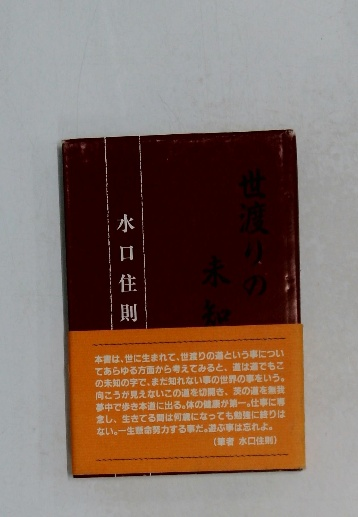 世渡りの
未知
水口住則
本書は、世に生まれて、世渡りの道という事につい
てあらゆる方面から考えてみると、道は道でもこ
の未知の字で、まだ知れない事の世界の事をいう。
向こうが見えないこの道を切開き、茨の道を無我
夢中で歩き本道に出る。体の健康が第一。仕事に専
念し、生きてる間は何歳になっても勉強に終りは
ない。一生懸命努力する事だ。遊ぶ事は忘れよ。
（筆者 水口住則）